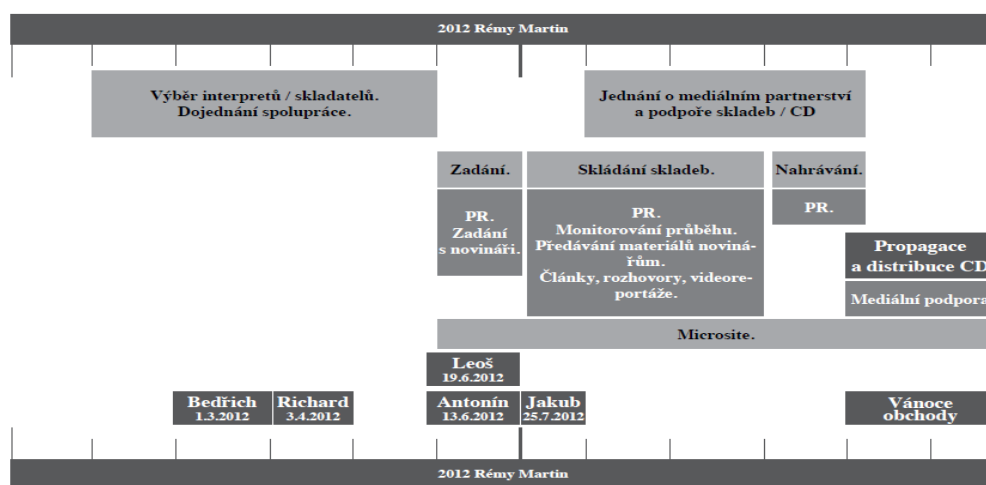 2012 Rémy Martin
Výběr interpretů / skladatelů.
Dojednání spolupráce.
Jednání o mediálním partnerství
a podpoře skladeb / CD
Zadání.
Skládání skladeb.
Nahrávání.
PR.
Zadání
s novináři.
PR.
Monitorování průběhu.
Předávání materiálů noviná-
řům.
Články, rozhovory, videore-
portáže.
PR.
Propagace
a distribuce CD
Mediální podpora
Microsite.
Leoš
19.6.2012
Bedřich
1.3.2012
Richard
3.4.2012
Antonín
13.6.2012
Jakub
25.7.2012
Vánoce
obchody
2012 Rémy Martin